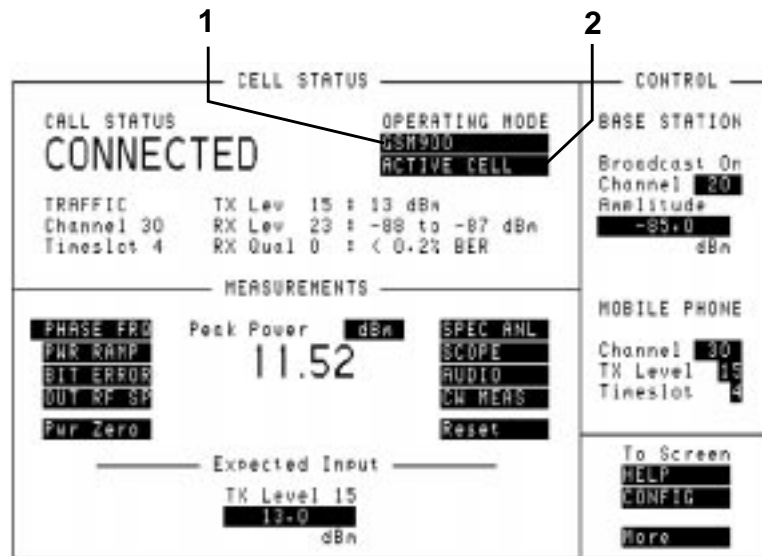 1
2
CELL STATUS
CONTROL
CALL STATUS
CONNECTED
OPERATING MODE
GSM900
ACTIVE CELL
TRAFFIC
Channel 30
Timeslot 4
TX Lev 15 : 13 dBm
RX Lev 23 : -88 to -87 dBm
RX Qual 0 : < 0.2% BER
BASE STATION
Broadcast On
Channel 20
Amplitude
-85.0
dBm
MEASUREMENTS
PHASE FRQ
PWR RAMP
BIT ERROR
OUT RF SP
Pwr Zero
Peak Power dBm
11.52
SPEC ANL
SCOPE
AUDIO
CW MEAS
Reset
Expected Input
TX Level 15
13.0
dBm
MOBILE PHONE
Channel 30
TX Level 15
Timeslot 4
To Screen
HELP
CONFIG
More